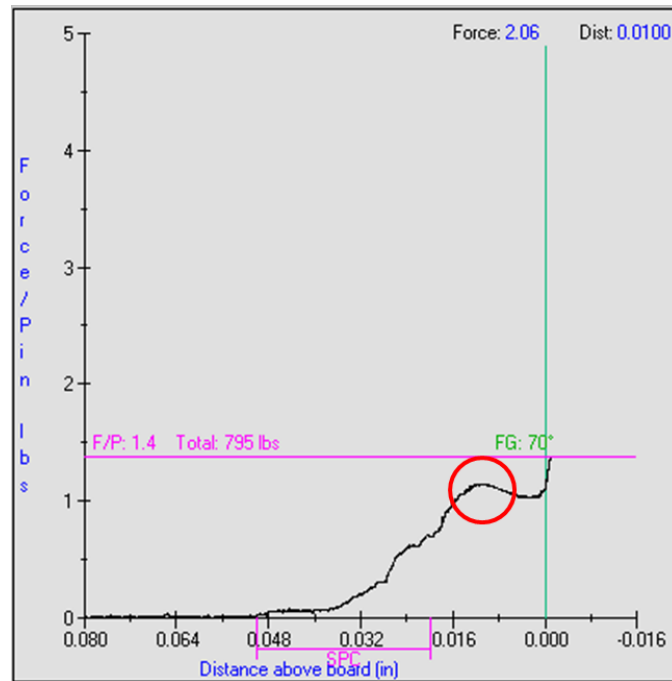 Force: 2.06 Dist: 0.0100
5
4
3
2
1
0
Force/Pin lbs
F/P: 1.4 Total: 795 lbs
FG: 70°
0.080 0.064 0.048 0.032 0.016 0.000 -0.016
SPC
Distance above board (in)